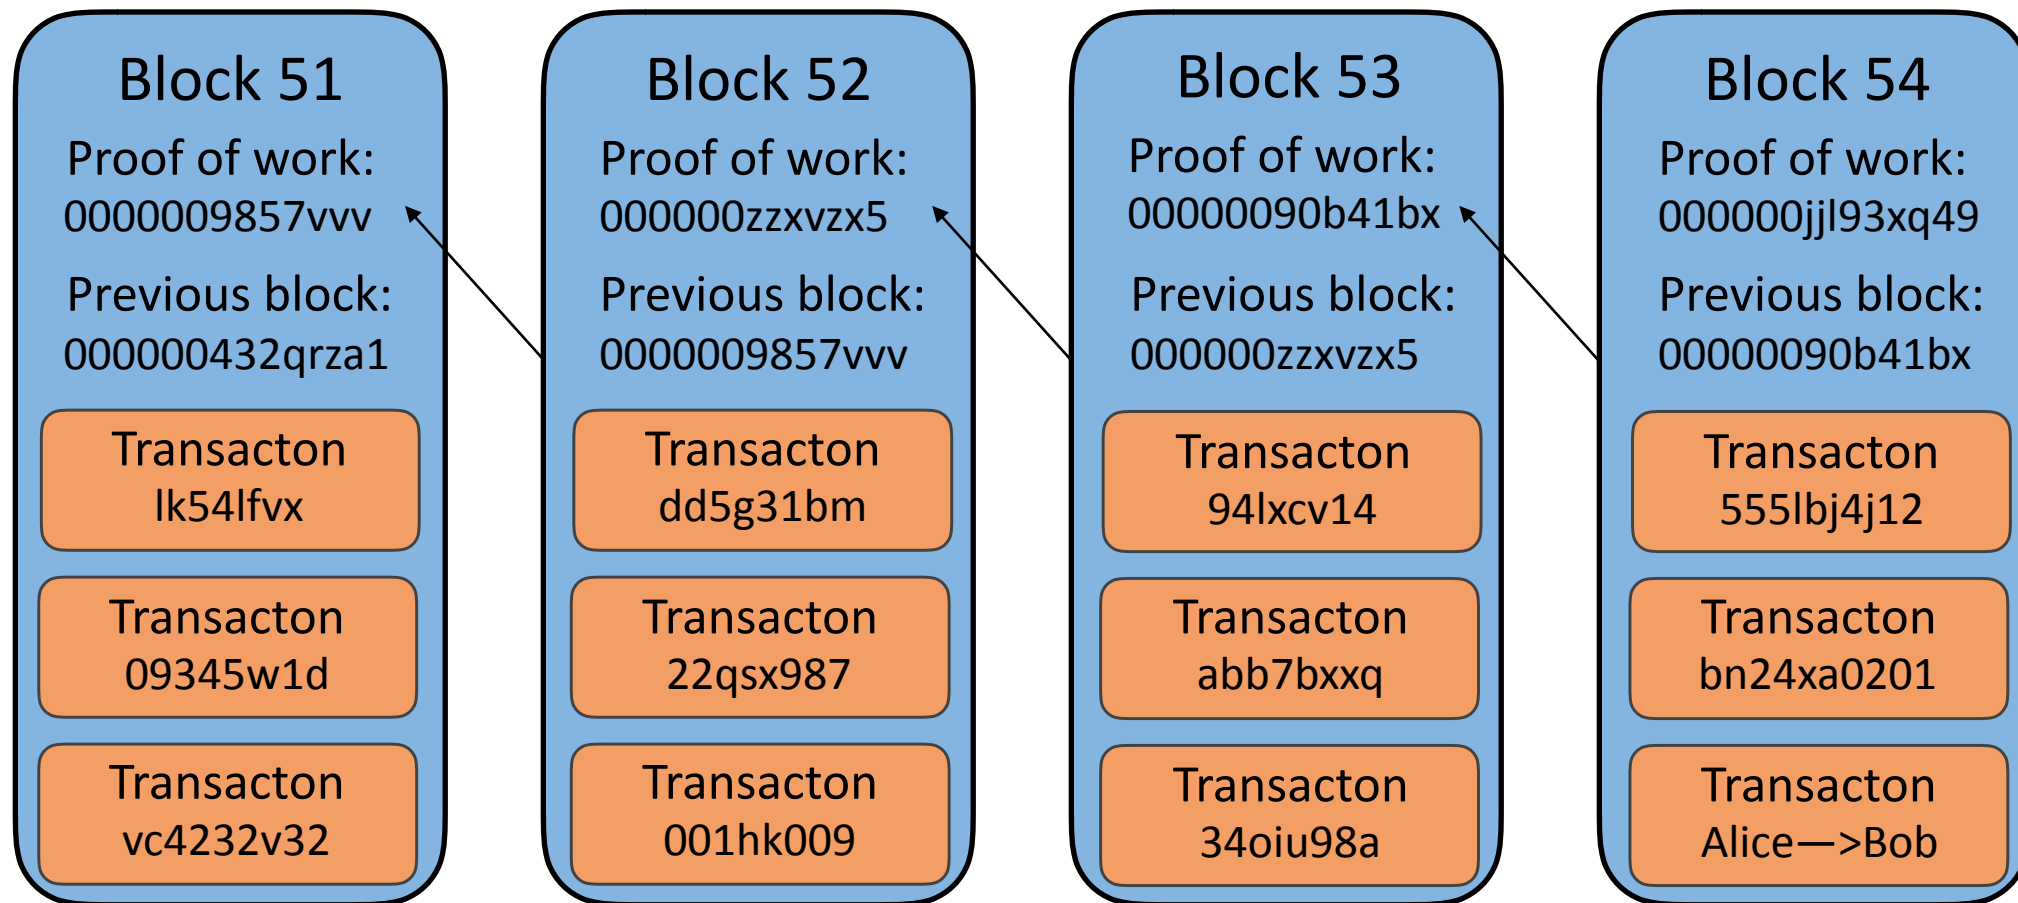 Block 51
Proof of work:
0000009857vvv
Previous block:
000000432qrza1
Transacton
lk54lfvx
Transacton
09345w1d
Transacton
vc4232v32
Block 52
Proof of work:
000000zzxvzx5
Previous block:
0000009857vvv
Transacton
dd5g31bm
Transacton
22qsx987
Transacton
001hk009
Block 53
Proof of work:
00000090b41bx
Previous block:
000000zzxvzx5
Transacton
94lxcv14
Transacton
abb7bxxq
Transacton
34oiu98a
Block 54
Proof of work:
000000jjl93xq49
Previous block:
00000090b41bx
Transacton
555lbj4j12
Transacton
bn24xa0201
Transacton
Alice—>Bob